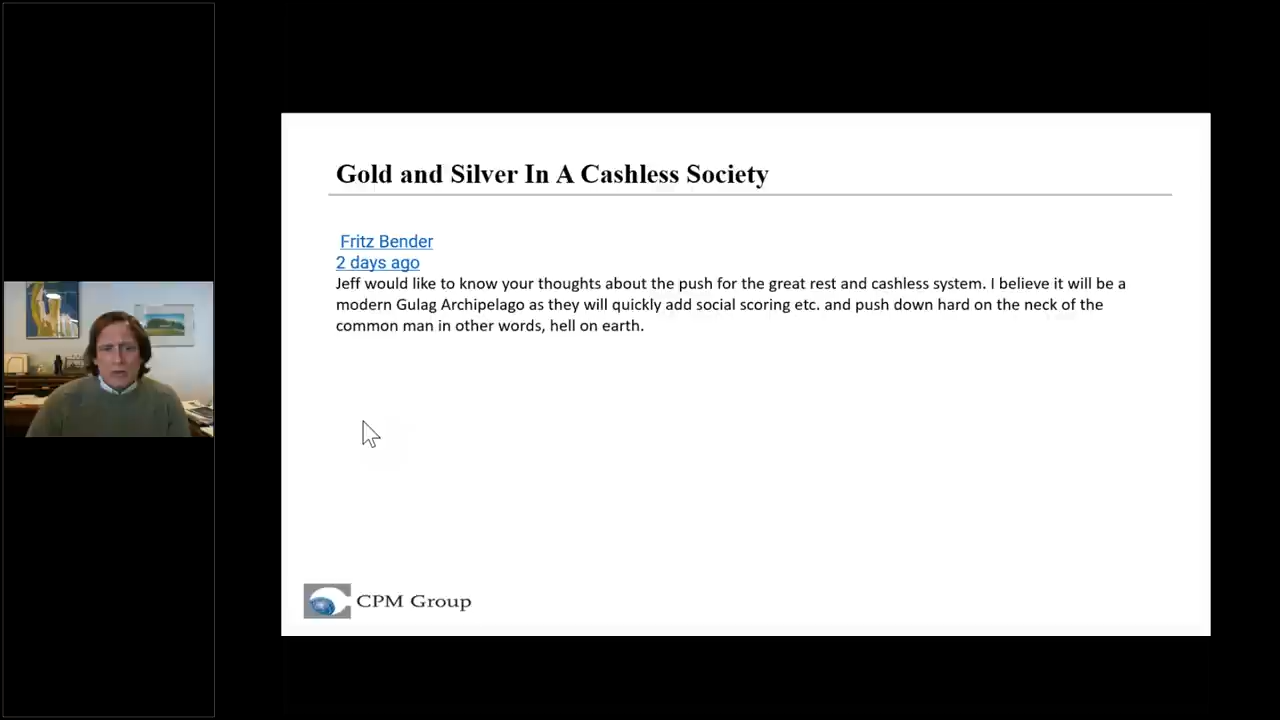 Gold and Silver In A Cashless Society
Fritz Bender
2 days ago
Jeff would like to know your thoughts about the push for the great rest and cashless system. I believe it will be a
modern Gulag Archipelago as they will quickly add social scoring etc. and push down hard on the neck of the
common man in other words, hell on earth.
CPM Group